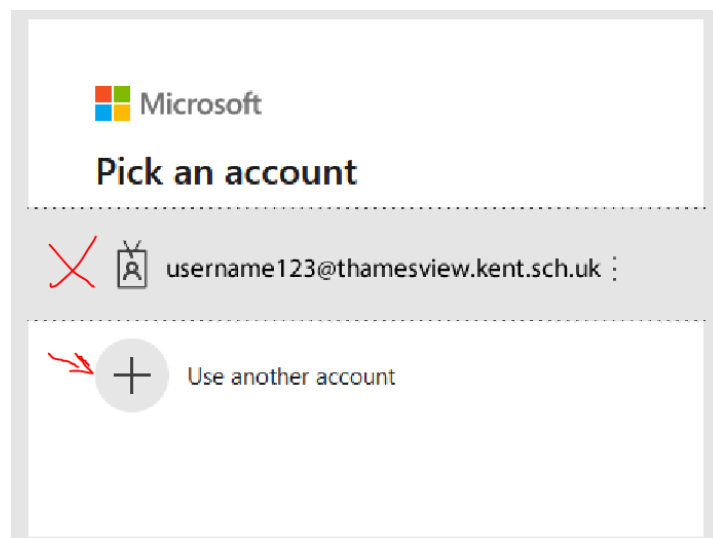 Microsoft
Pick an account
username123@thamesview.kent.sch.uk
Use another account